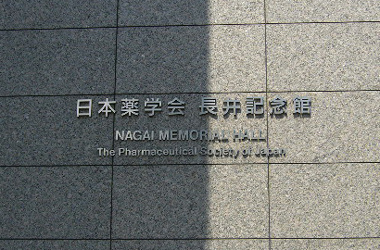 日本薬学会 長井記念館
NAGAI MEMORIAL HALL
The Pharmaceutical Society of Japan